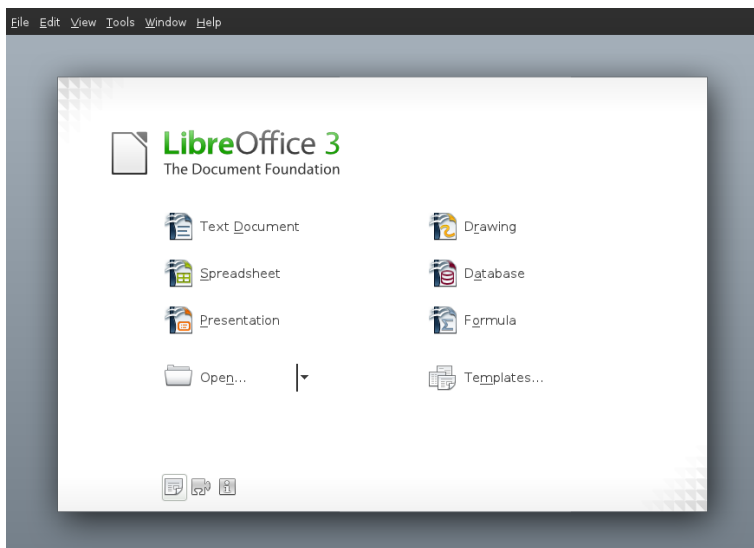 File Edit View Tools Window Help
LibreOffice 3
The Document Foundation
Text Document
Drawing
Spreadsheet
Database
Presentation
Formula
Open...
Templates...